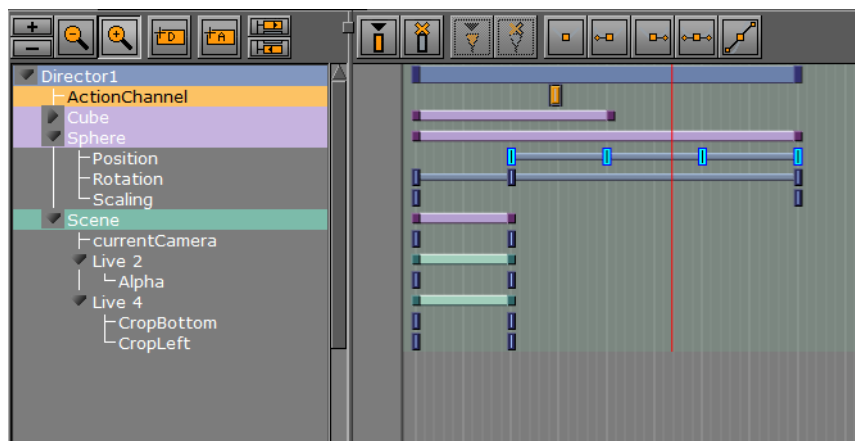 D
A
Director1
ActionChannel
Cube
Sphere
Position
Rotation
Scaling
Scene
currentCamera
Live 2
Alpha
Live 4
CropBottom
CropLeft